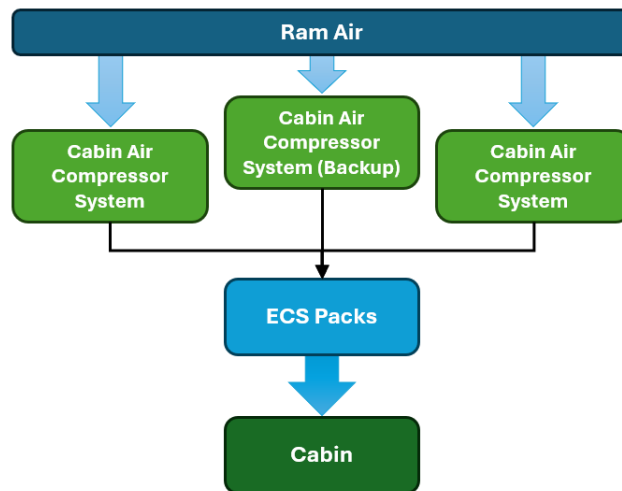 Ram Air
Cabin Air
Compressor
System
Cabin Air
Compressor
System (Backup)
Cabin Air
Compressor
System
ECS Packs
Cabin